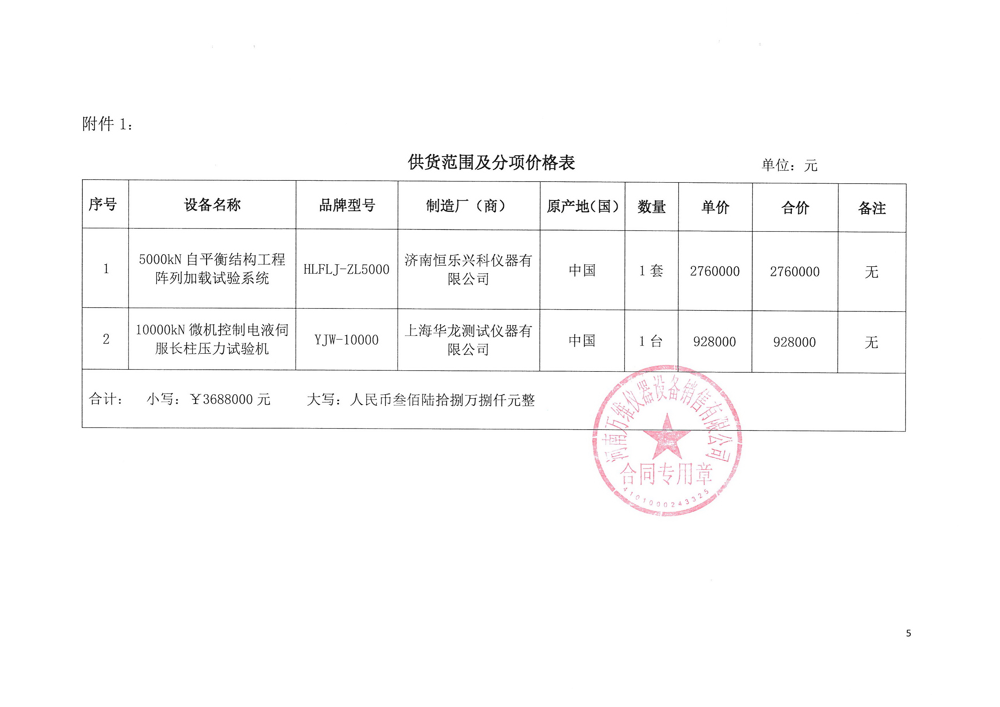 附件 1：
供货范围及分项价格表
单位：元
序号 设备名称 品牌型号 制造厂（商） 原产地（国） 数量 单价 合价 备注
1 5000kN 自平衡结构工程阵列加载试验系统 HLFLJ-ZL5000 济南恒乐兴科仪器有限公司 中国 1 套 2760000 2760000 无
2 10000kN 微机控制电液伺服长柱压力试验机 YJW-10000 上海华龙测试仪器有限公司 中国 1 台 928000 928000 无
合计： 小写：￥3688000 元 大写：人民币叁佰陆拾捌万捌仟元整
河南万维仪器设备销售有限公司
合同专用章
4101000243325
5